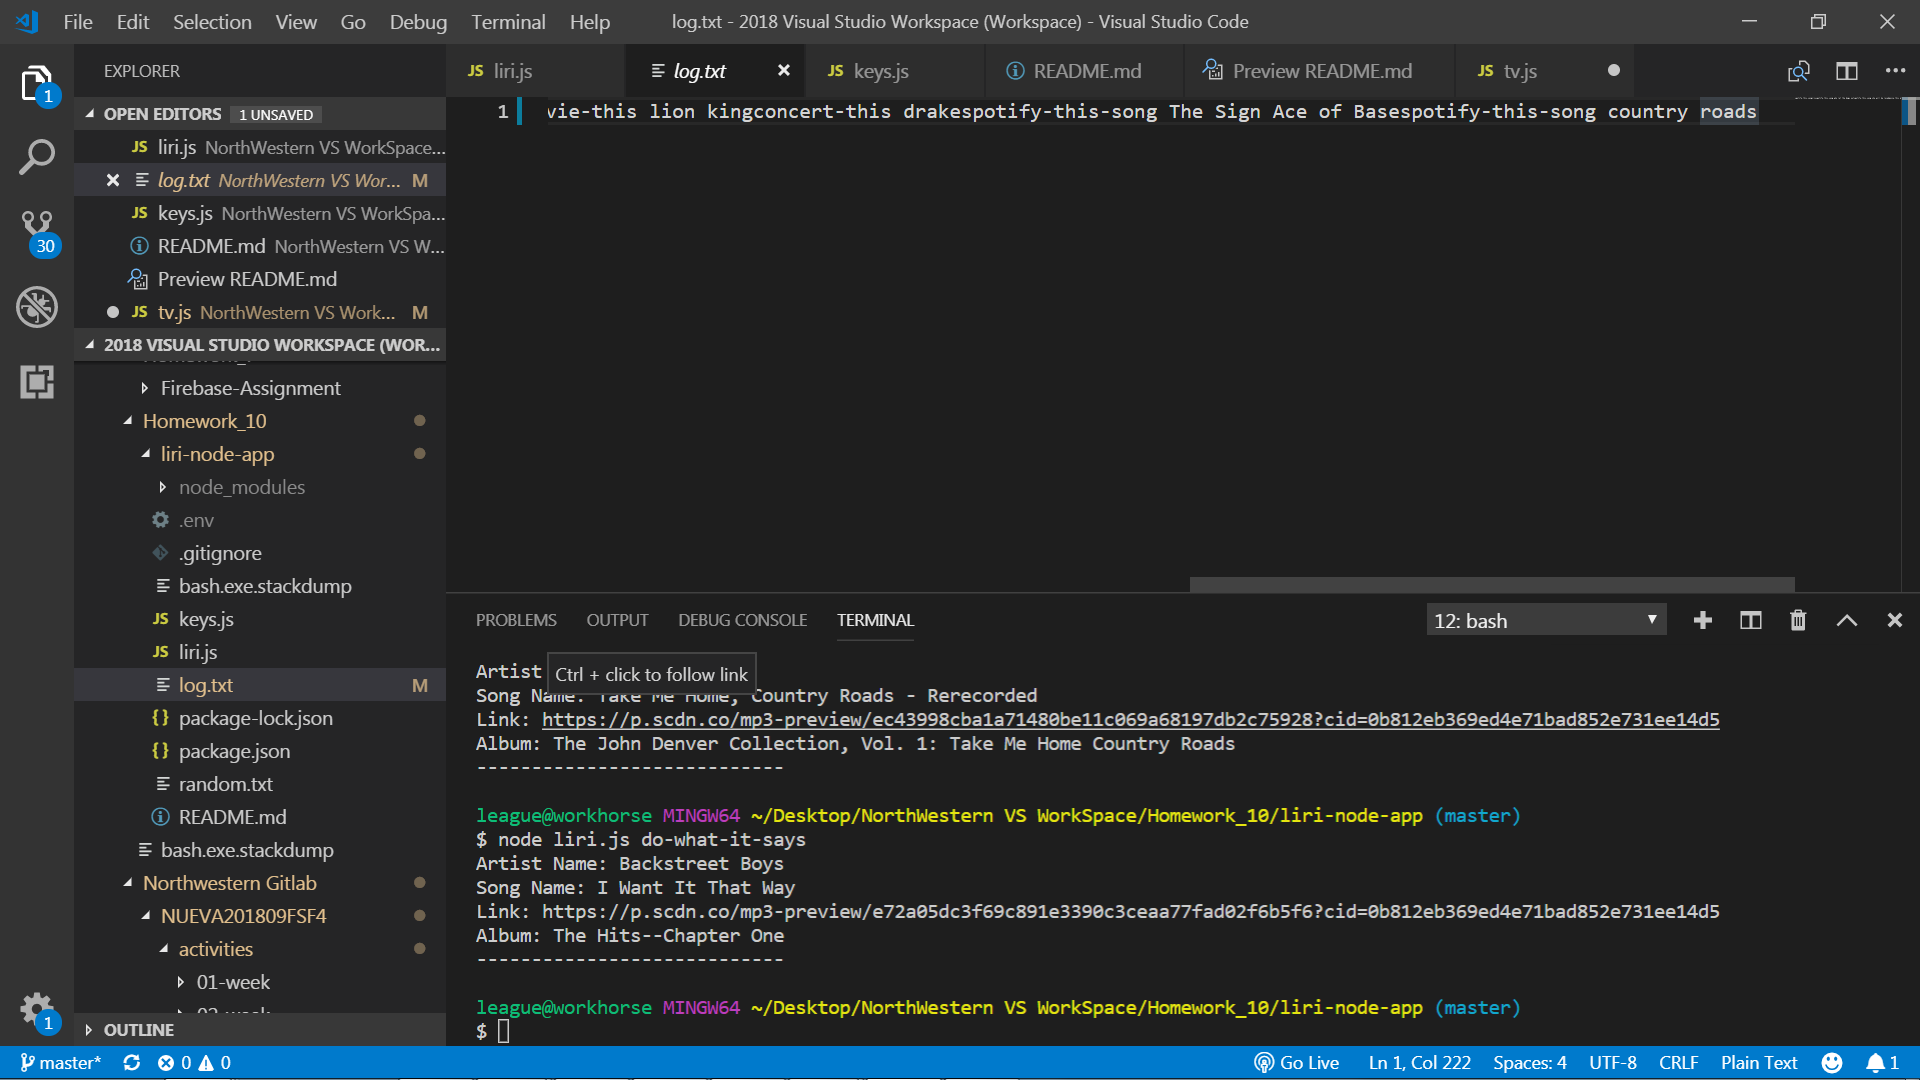 File Edit Selection View Go Debug Terminal Help log.txt - 2018 Visual Studio Workspace (Workspace) - Visual Studio Code
1
EXPLORER
JS liri.js log.txt JS keys.js README.md Preview README.md JS tv.js
OPEN EDITORS 1 UNSAVED
JS liri.js NorthWestern VS WorkSpace...
log.txt NorthWestern VS Wor... M
JS keys.js NorthWestern VS WorkSpa...
README.md NorthWestern VS W...
Preview README.md
JS tv.js NorthWestern VS Work... M
30
2018 VISUAL STUDIO WORKSPACE (WOR...
Firebase-Assignment
Homework_10
liri-node-app
node_modules
.env
.gitignore
bash.exe.stackdump
JS keys.js
JS liri.js
log.txt M
{} package-lock.json
{} package.json
random.txt
README.md
bash.exe.stackdump
Northwestern Gitlab
NUEVA201809FSF4
activities
01-week
OUTLINE
1
1 vie-this lion kingconcert-this drakespotify-this-song The Sign Ace of Basespotify-this-song country roads
PROBLEMS OUTPUT DEBUG CONSOLE TERMINAL 12: bash
Ctrl + click to follow link
Artist
Song Name: Take Me Home, Country Roads - Rerecorded
Link: https://p.scdn.co/mp3-preview/ec43998cba1a71480be11c069a68197db2c75928?cid=0b812eb369ed4e71bad852e731ee14d5
Album: The John Denver Collection, Vol. 1: Take Me Home Country Roads
----------------------------
league@workhorse MINGW64 ~/Desktop/NorthWestern VS WorkSpace/Homework_10/liri-node-app (master)
$ node liri.js do-what-it-says
Artist Name: Backstreet Boys
Song Name: I Want It That Way
Link: https://p.scdn.co/mp3-preview/e72a05dc3f69c891e3390c3ceaa77fad02f6b5f6?cid=0b812eb369ed4e71bad852e731ee14d5
Album: The Hits--Chapter One
----------------------------
league@workhorse MINGW64 ~/Desktop/NorthWestern VS WorkSpace/Homework_10/liri-node-app (master)
$
master* 0 0 Go Live Ln 1, Col 222 Spaces: 4 UTF-8 CRLF Plain Text 1